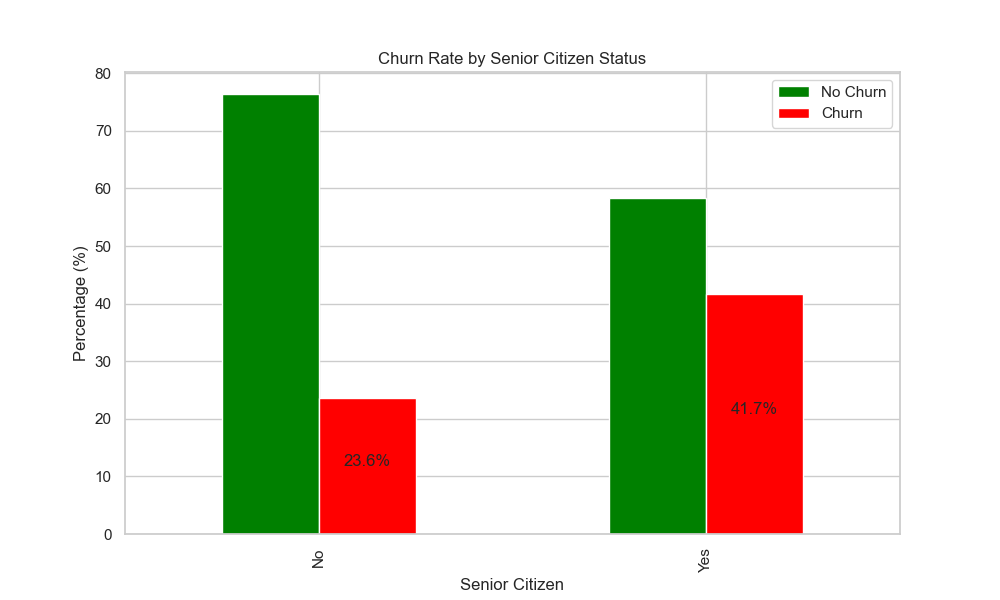 Churn Rate by Senior Citizen Status
80
70
60
50
40
30
20
10
0
Percentage (%)
No Churn
Churn
23.6%
41.7%
No
Yes
Senior Citizen